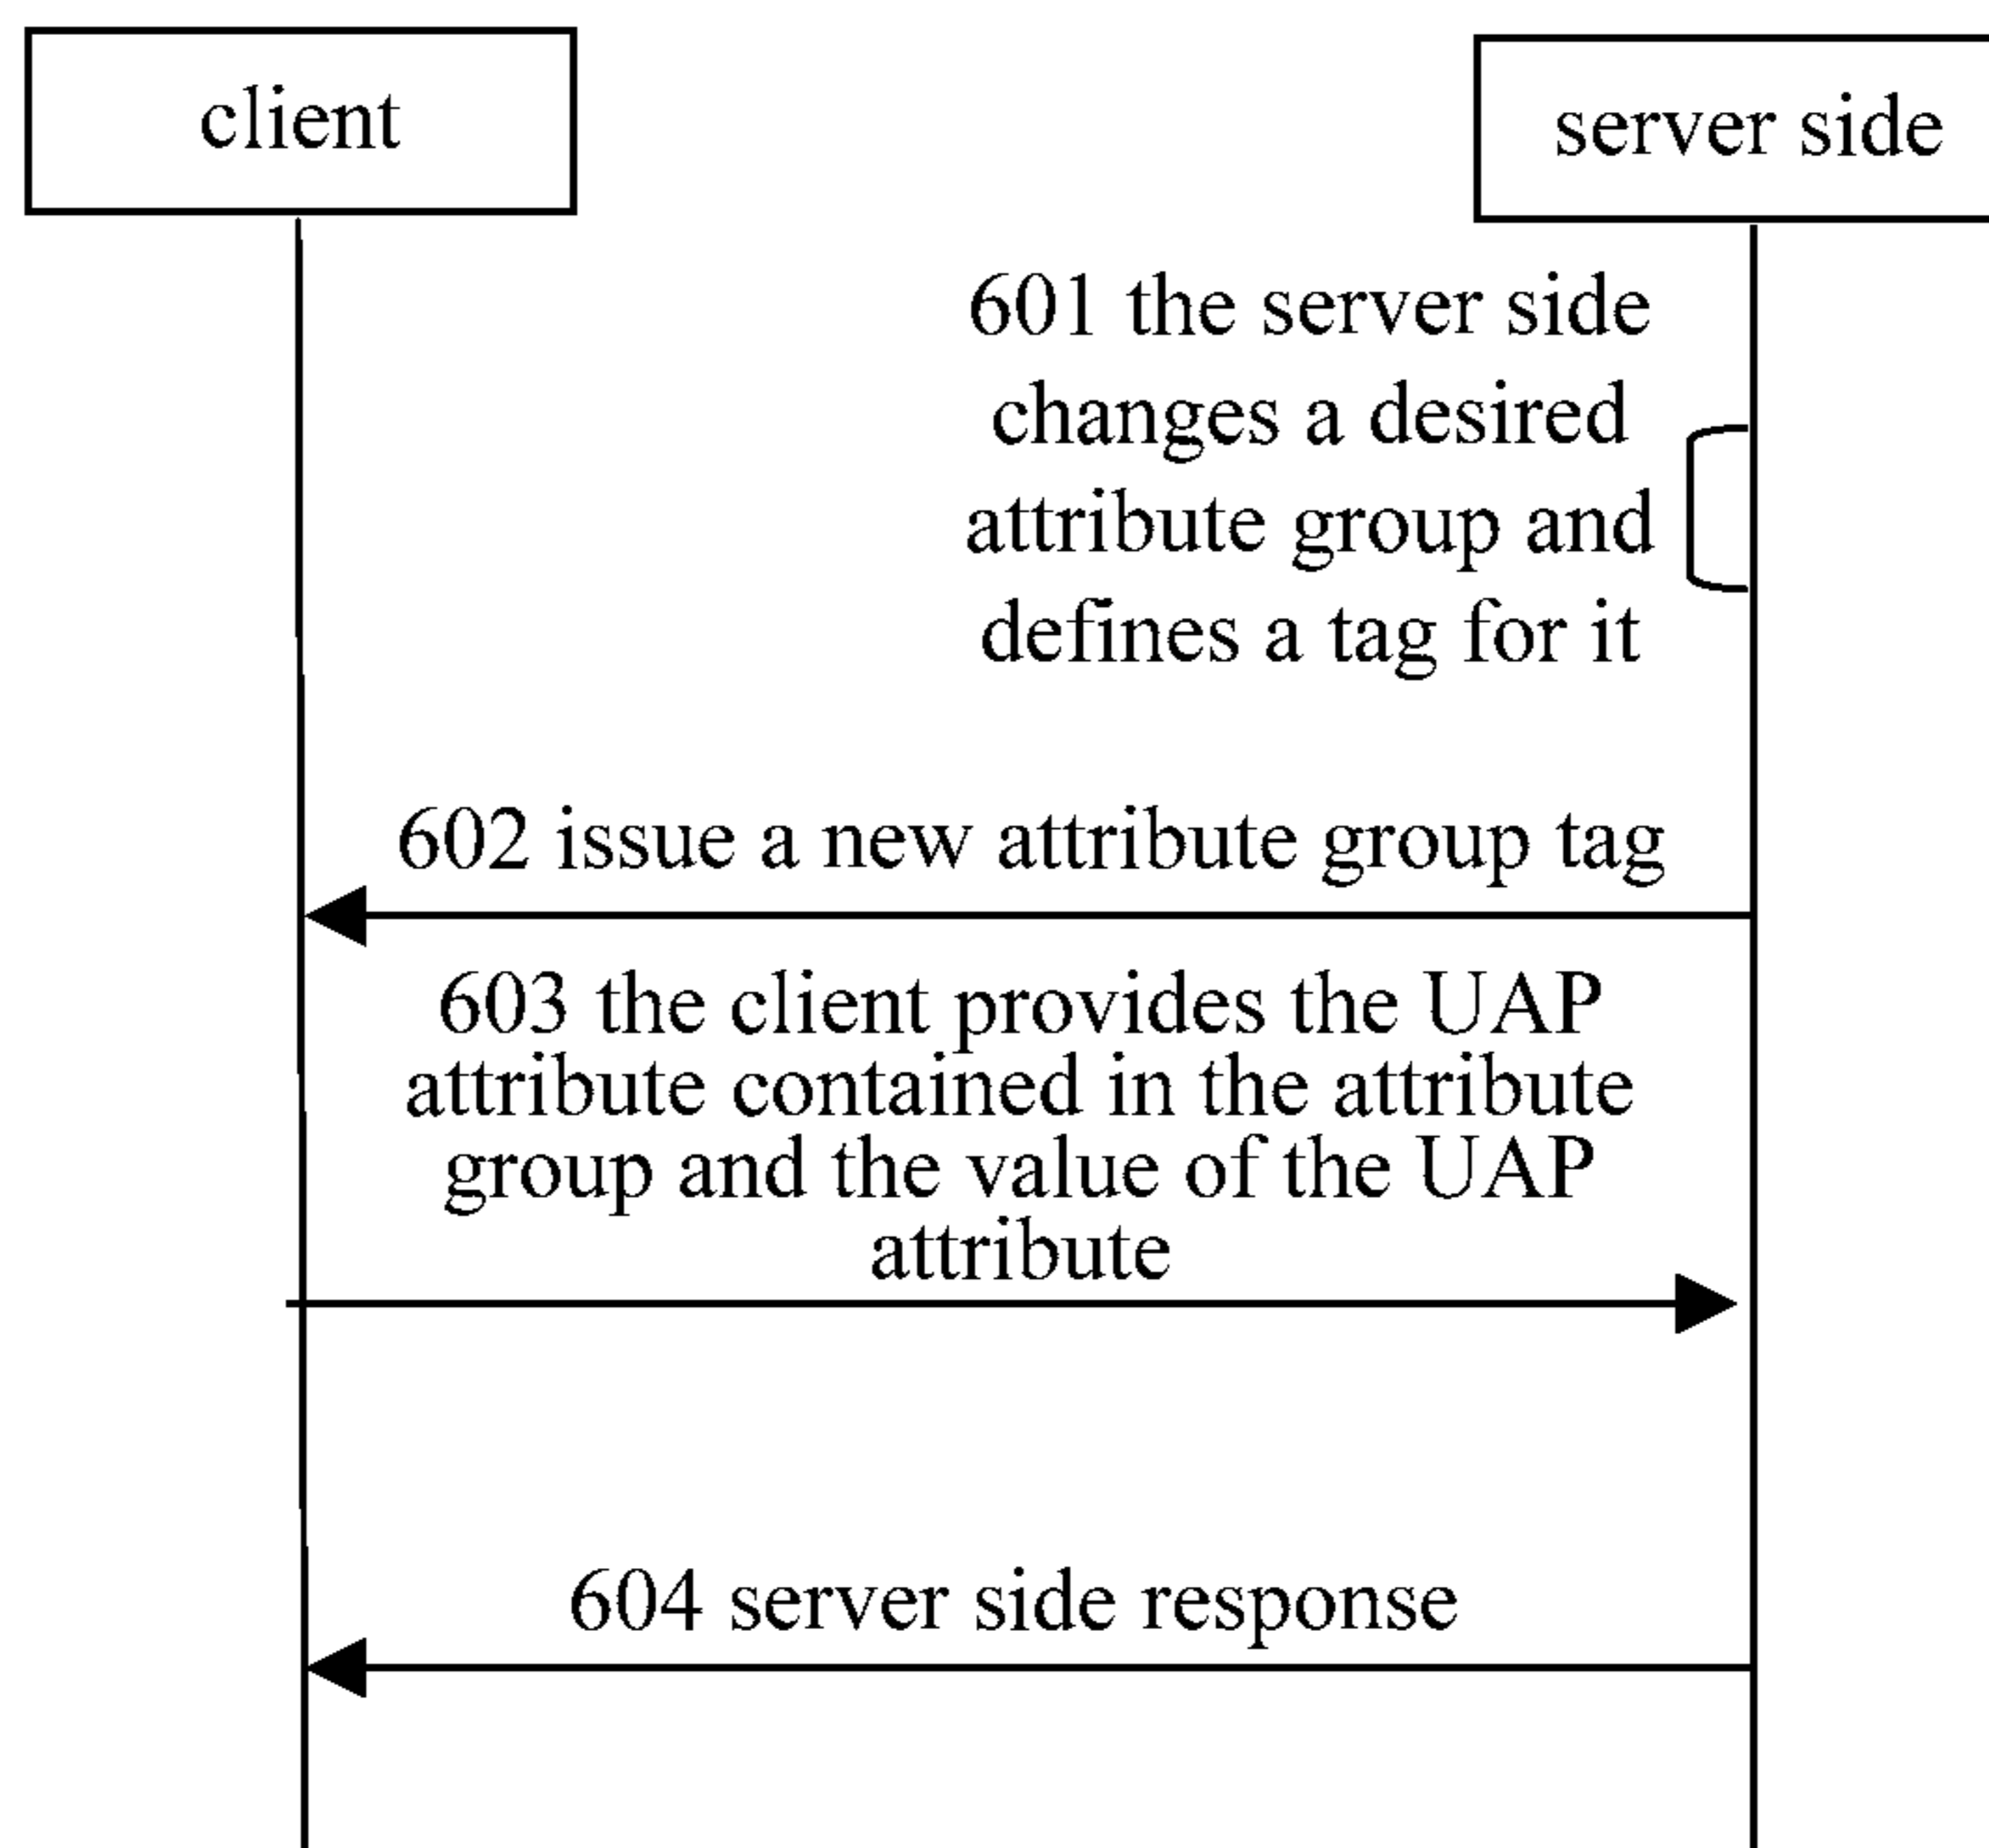 client
server side
601 the server side
changes a desired
attribute group and
defines a tag for it
602 issue a new attribute group tag
603 the client provides the UAP
attribute contained in the attribute
group and the value of the UAP
attribute
604 server side response